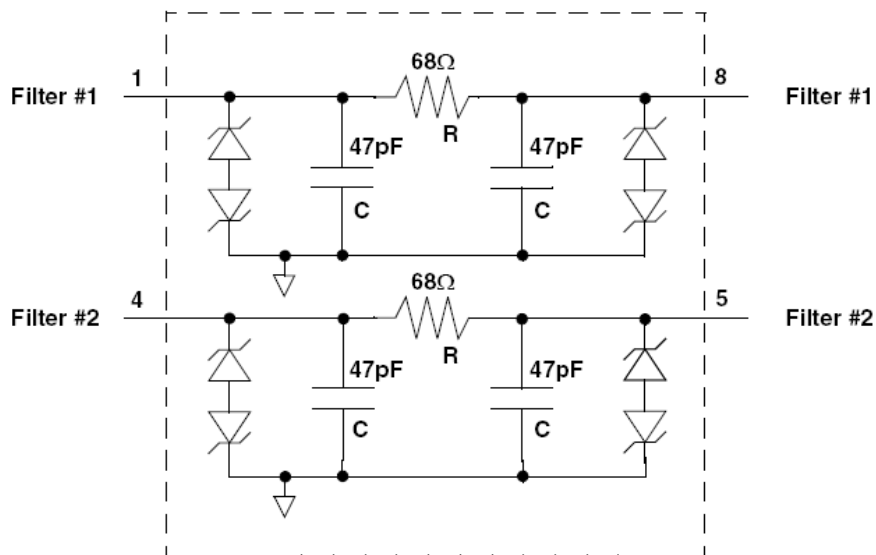 68Ω
Filter #1 1 8 Filter #1
47pF R 47pF
C C
68Ω
Filter #2 4 5 Filter #2
R
47pF 47pF
C C